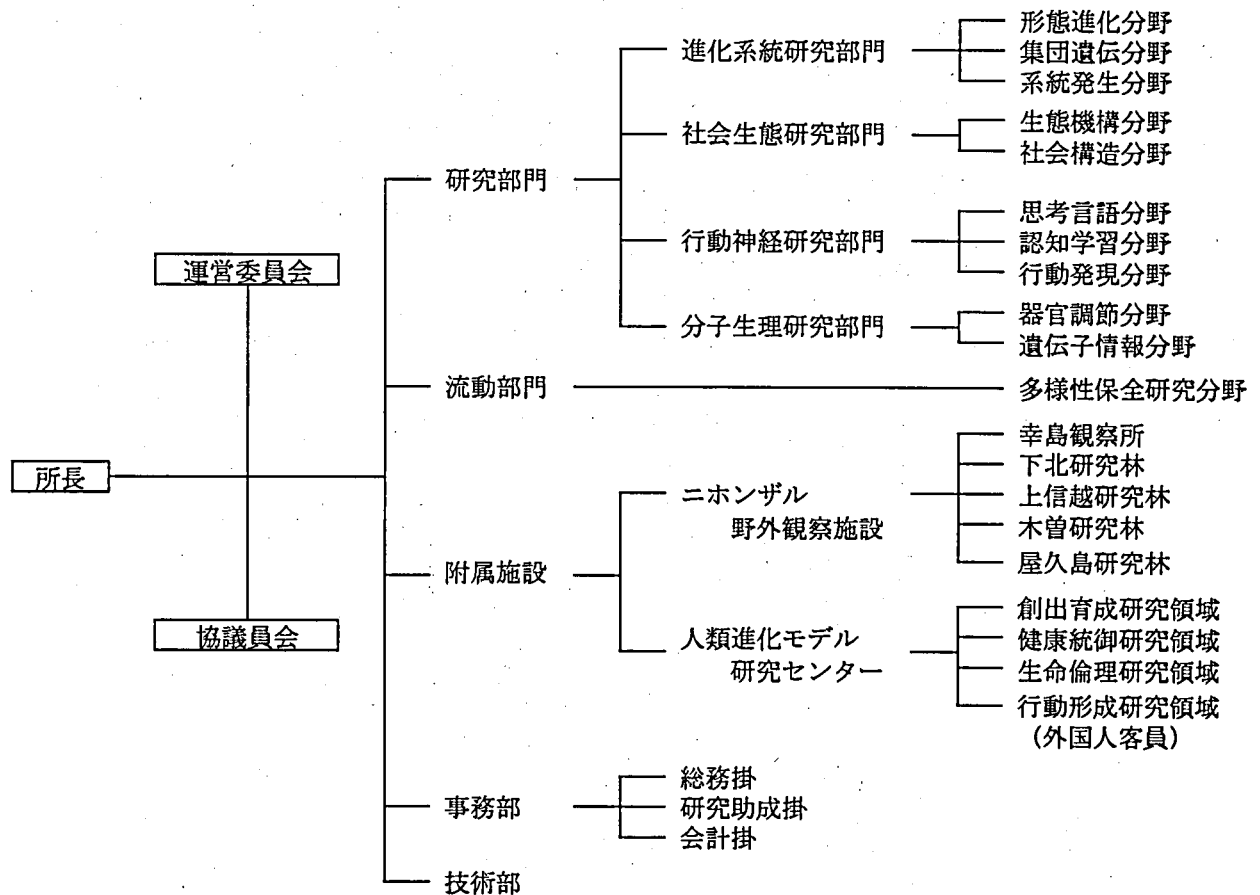 形態進化分野
進化系統研究部門
集団遺伝分野
系統発生分野
生態機構分野
社会生態研究部門
社会構造分野
研究部門
思考言語分野
行動神経研究部門
認知学習分野
行動発現分野
運営委員会
器官調節分野
分子生理研究部門
遺伝子情報分野
流動部門
多様性保全研究分野
所長
幸島観察所
下北研究林
ニホンザル
野外観察施設
上信越研究林
木曽研究林
屋久島研究林
附属施設
協議員会
創出育成研究領域
人類進化モデル
研究センター
健康統御研究領域
生命倫理研究領域
行動形成研究領域
(外国人客員)
総務掛
事務部
研究助成掛
会計掛
技術部